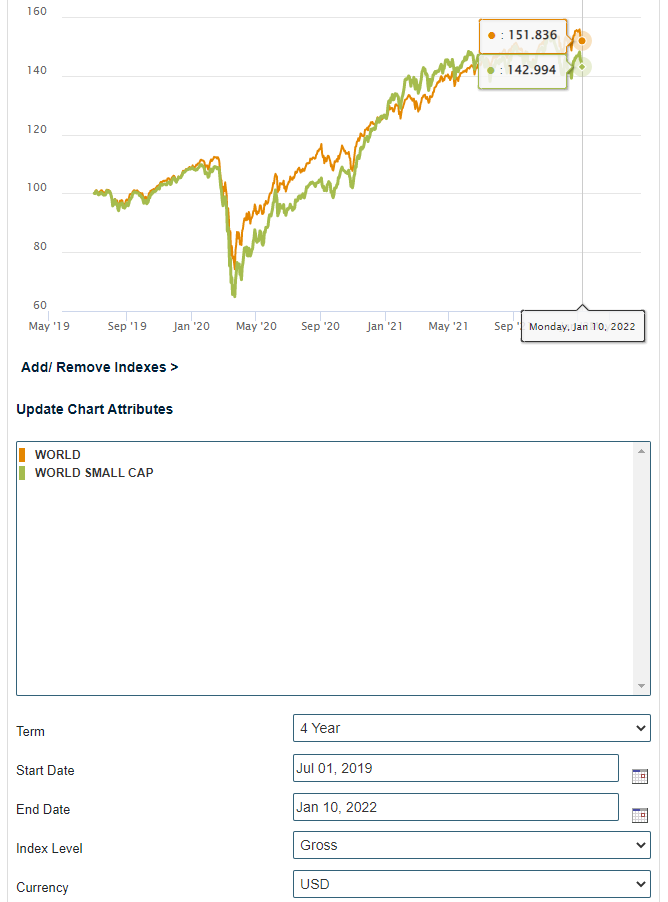 160
: 151.836
140
: 142.994
120
100
80
60
May '19 Sep '19 Jan '20 May '20 Sep '20 Jan '21 May '21 Sep
Monday, Jan 10, 2022
Add/ Remove Indexes >
Update Chart Attributes
WORLD
WORLD SMALL CAP
Term 4 Year
Start Date Jul 01, 2019
End Date Jan 10, 2022
Index Level Gross
Currency USD